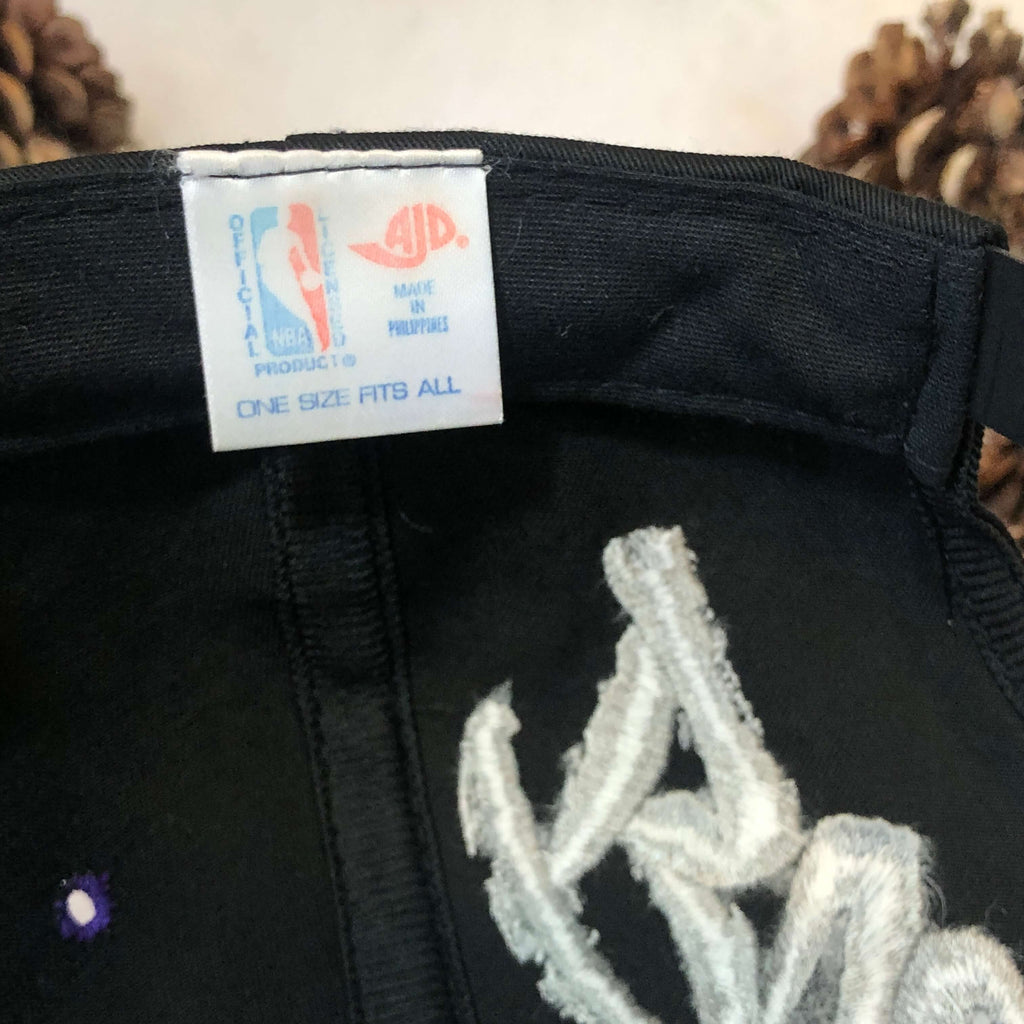 OFFICIAL
LICENSED
NBA
PRODUCT®
AJD®
MADE
IN
PHILIPPINES
ONE SIZE FITS ALL